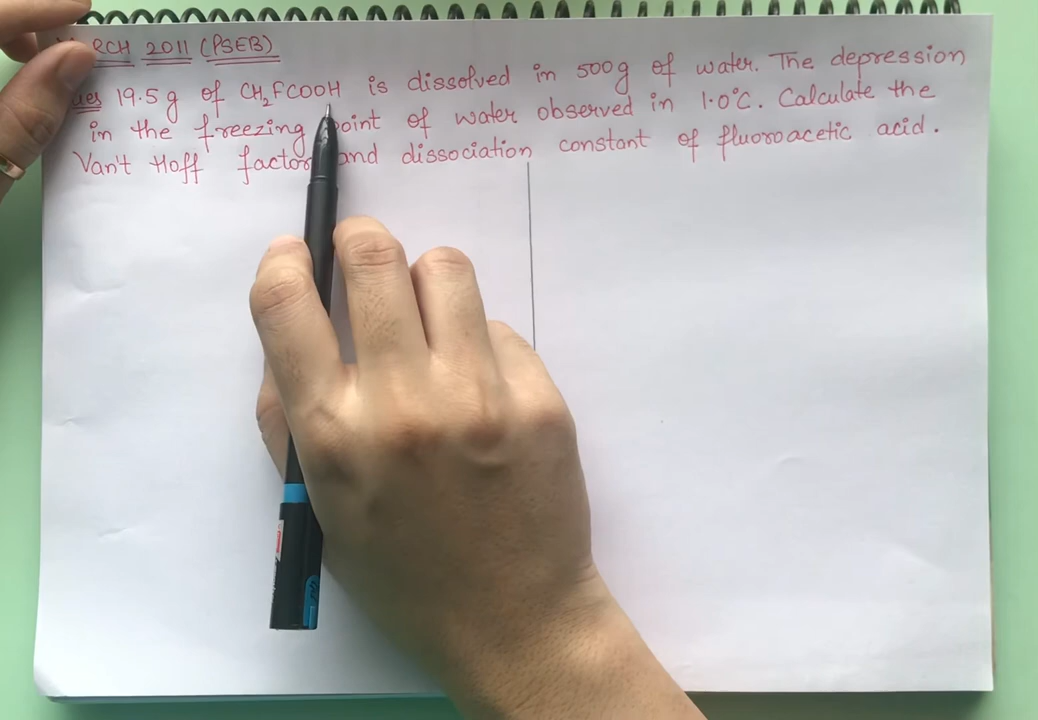 2011 (PSEB)
19.5 g of CH₂FCOOH is dissolved in 500g of water. The depression
in the freezing point of water observed in 1.0°C. Calculate the
Van't Hoff factor and dissociation constant of fluoroacetic acid.